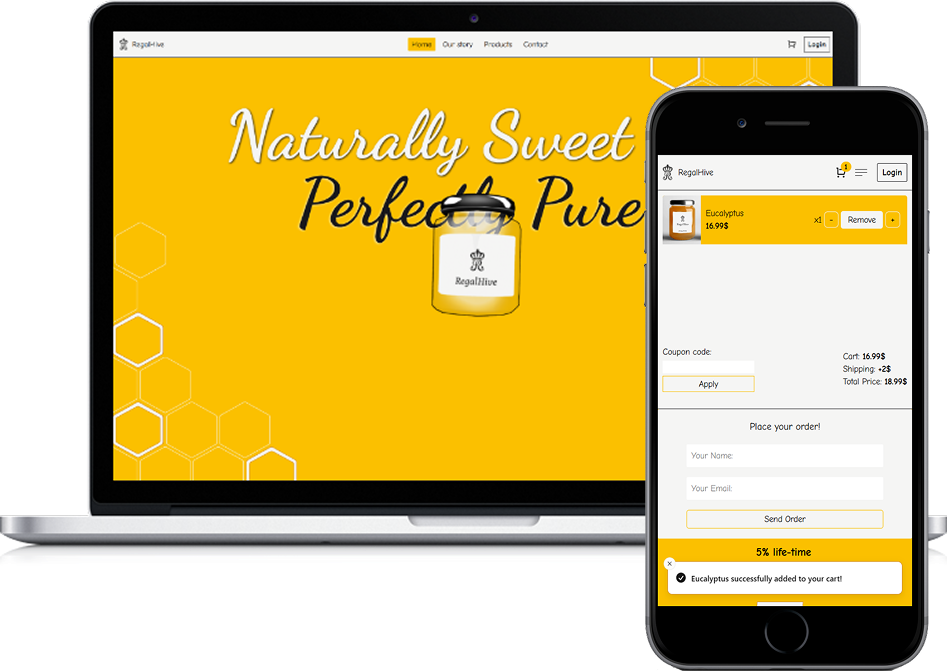 RegalHive
Home Our story Products Contact
Login
Naturally Sweet
Perfectly Pure
RegalHive
RegalHive
1
Login
Eucalyptus
16.99$
x1 - Remove +
Coupon code:
Apply
Cart: 16.99$
Shipping: +2$
Total Price: 18.99$
Place your order!
Your Name:
Your Email:
Send Order
5% life-time
Eucalyptus successfully added to your cart!